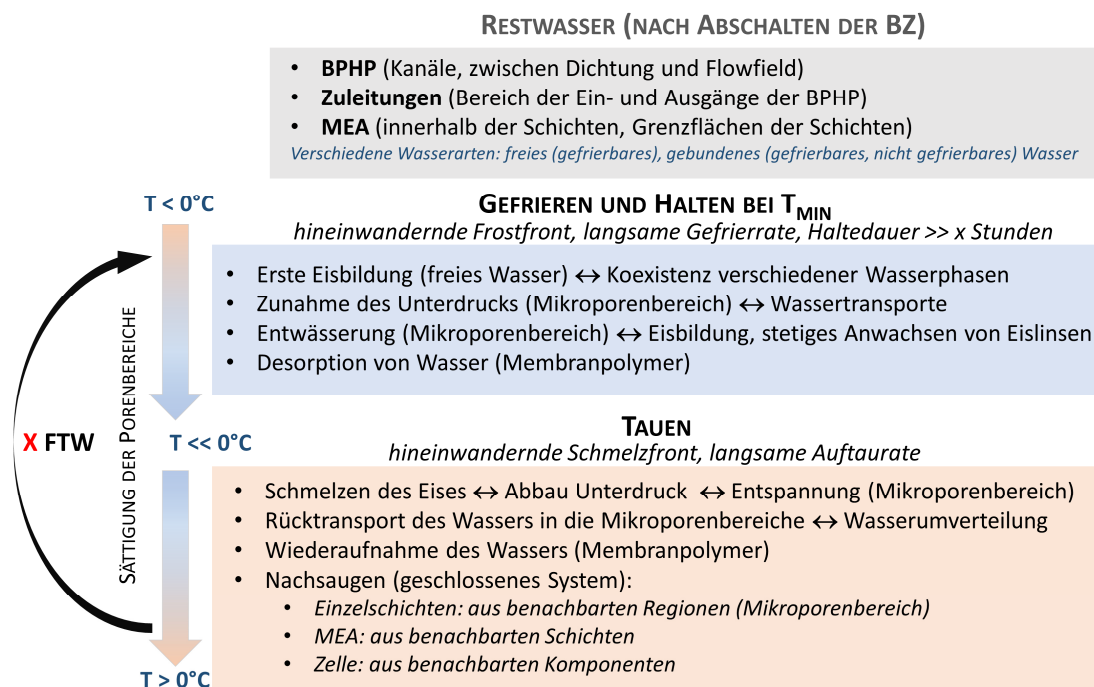 RESTWASSER (NACH ABSCHALTEN DER BZ)
• BPHP (Kanäle, zwischen Dichtung und Flowfield)
• Zuleitungen (Bereich der Ein- und Ausgänge der BPHP)
• MEA (innerhalb der Schichten, Grenzflächen der Schichten)
Verschiedene Wasserarten: freies (gefrierbares), gebundenes (gefrierbares, nicht gefrierbares) Wasser
T < 0°C
GEFRIEREN UND HALTEN BEI TMIN
hineinwandernde Frostfront, langsame Gefrierrate, Haltedauer >> x Stunden
• Erste Eisbildung (freies Wasser) ↔ Koexistenz verschiedener Wasserphasen
• Zunahme des Unterdrucks (Mikroporenbereich) ↔ Wassertransporte
• Entwässerung (Mikroporenbereich) ↔ Eisbildung, stetiges Anwachsen von Eislinsen
• Desorption von Wasser (Membranpolymer)
SÄTTIGUNG DER PORENBEREICHE
X FTW
T << 0°C
TAUEN
hineinwandernde Schmelzfront, langsame Auftaurate
• Schmelzen des Eises ↔ Abbau Unterdruck ↔ Entspannung (Mikroporenbereich)
• Rücktransport des Wassers in die Mikroporenbereiche ↔ Wasserumverteilung
• Wiederaufnahme des Wassers (Membranpolymer)
• Nachsaugen (geschlossenes System):
• Einzelschichten: aus benachbarten Regionen (Mikroporenbereich)
• MEA: aus benachbarten Schichten
• Zelle: aus benachbarten Komponenten
T > 0°C